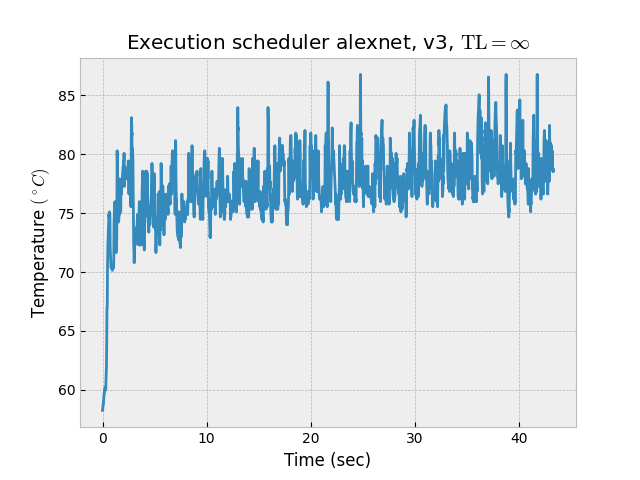 Execution scheduler alexnet, v3, TL = ∞
Temperature (°C)
85
80
75
70
65
60
0 10 20 30 40
Time (sec)